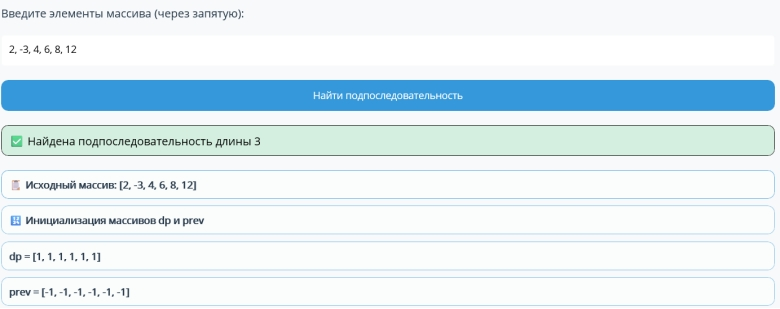 Введите элементы массива (через запятую):
2, -3, 4, 6, 8, 12
Найти подпоследовательность
✅ Найдена подпоследовательность длины 3
📜 Исходный массив: [2, -3, 4, 6, 8, 12]
🔢 Инициализация массивов dp и prev
dp = [1, 1, 1, 1, 1, 1]
prev = [-1, -1, -1, -1, -1, -1]